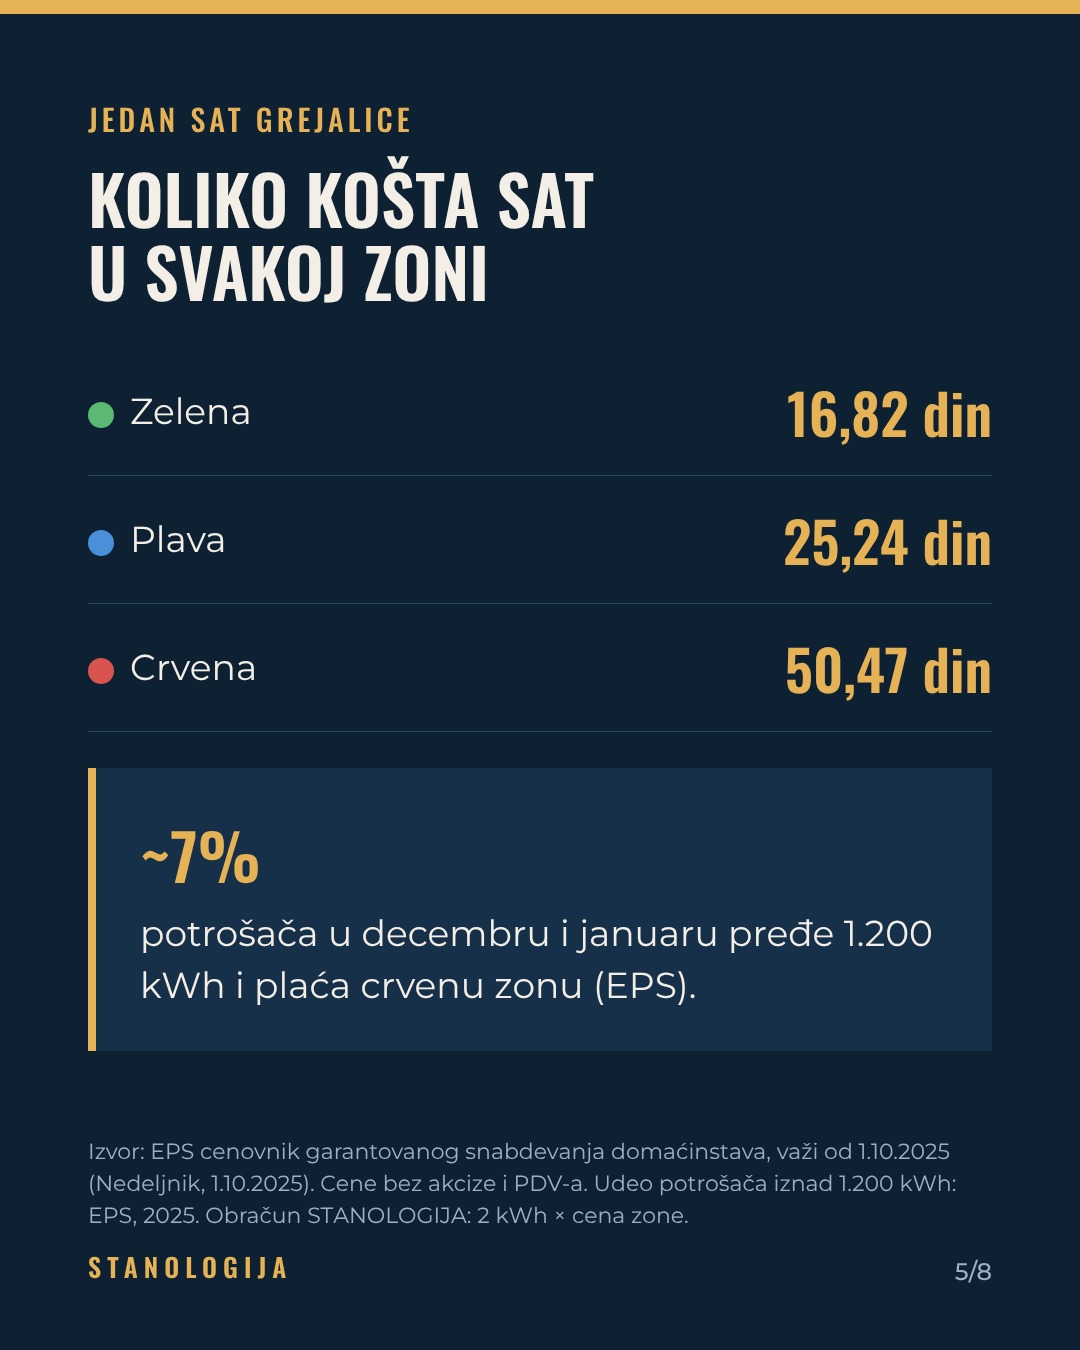 JEDAN SAT GREJALICE
KOLIKO KOŠTA SAT
U SVAKOJ ZONI
Zelena 16,82 din
Plava 25,24 din
Crvena 50,47 din
~7%
potrošača u decembru i januaru pređe 1.200
kWh i plaća crvenu zonu (EPS).
Izvor: EPS cenovnik garantovanog snabdevanja domaćinstava, važi od 1.10.2025
(Nedeljnik, 1.10.2025). Cene bez akcize i PDV-a. Udeo potrošača iznad 1.200 kWh:
EPS, 2025. Obračun STANOLOGIJA: 2 kWh × cena zone.
STANOLOGIJA 5/8